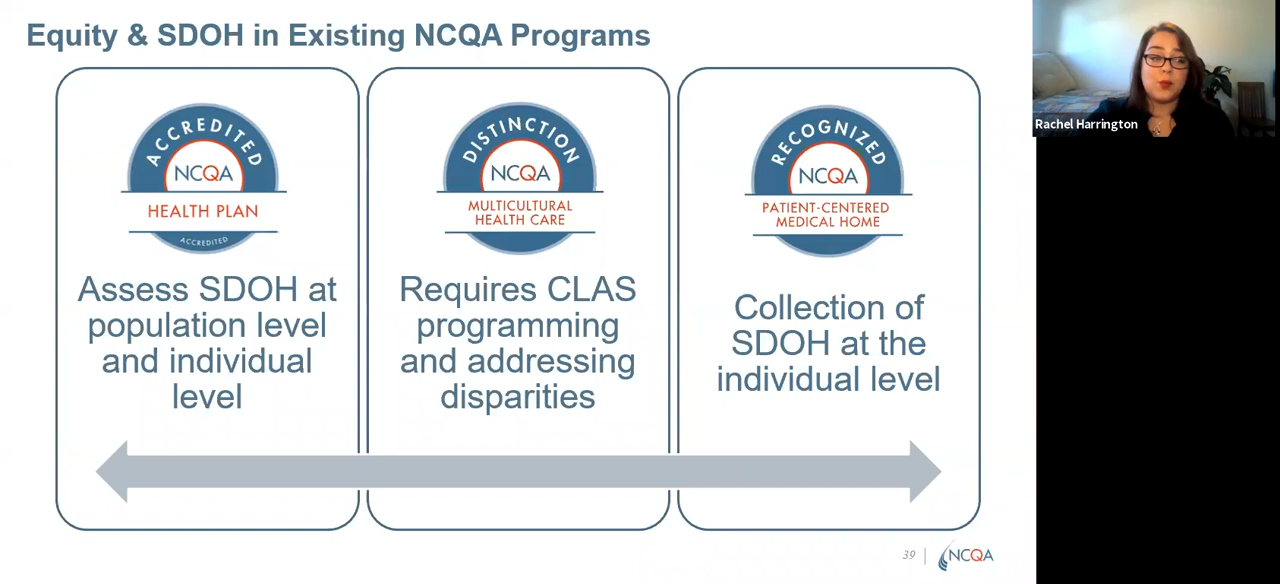 Equity & SDOH in Existing NCQA Programs
ACCREDITED
NCQA
HEALTH PLAN
ACCREDITED
Assess SDOH at
population level
and individual
level
DISTINCTION
NCQA
MULTICULTURAL
HEALTH CARE
Requires CLAS
programming
and addressing
disparities
RECOGNIZED
NCQA
PATIENT-CENTERED
MEDICAL HOME
Collection of
SDOH at the
individual level
39
NCQA
Rachel Harrington